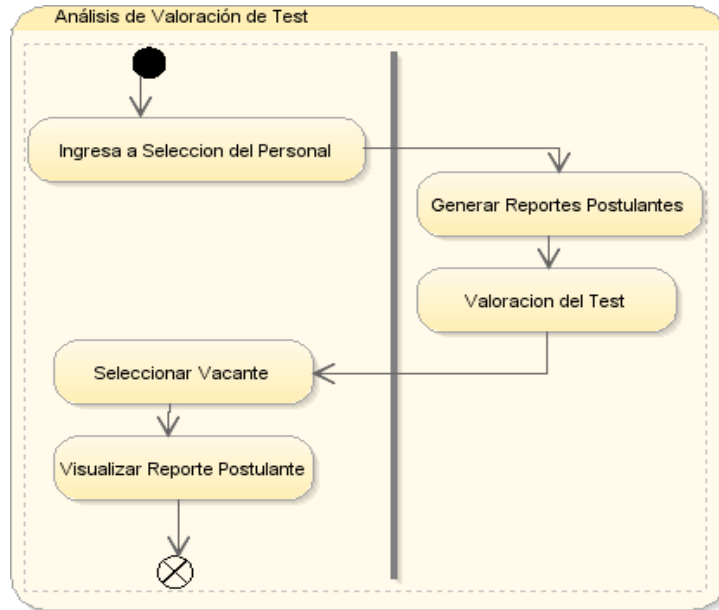 Análisis de Valoración de Test
Ingresa a Seleccion del Personal
Generar Reportes Postulantes
Valoracion del Test
Seleccionar Vacante
Visualizar Reporte Postulante